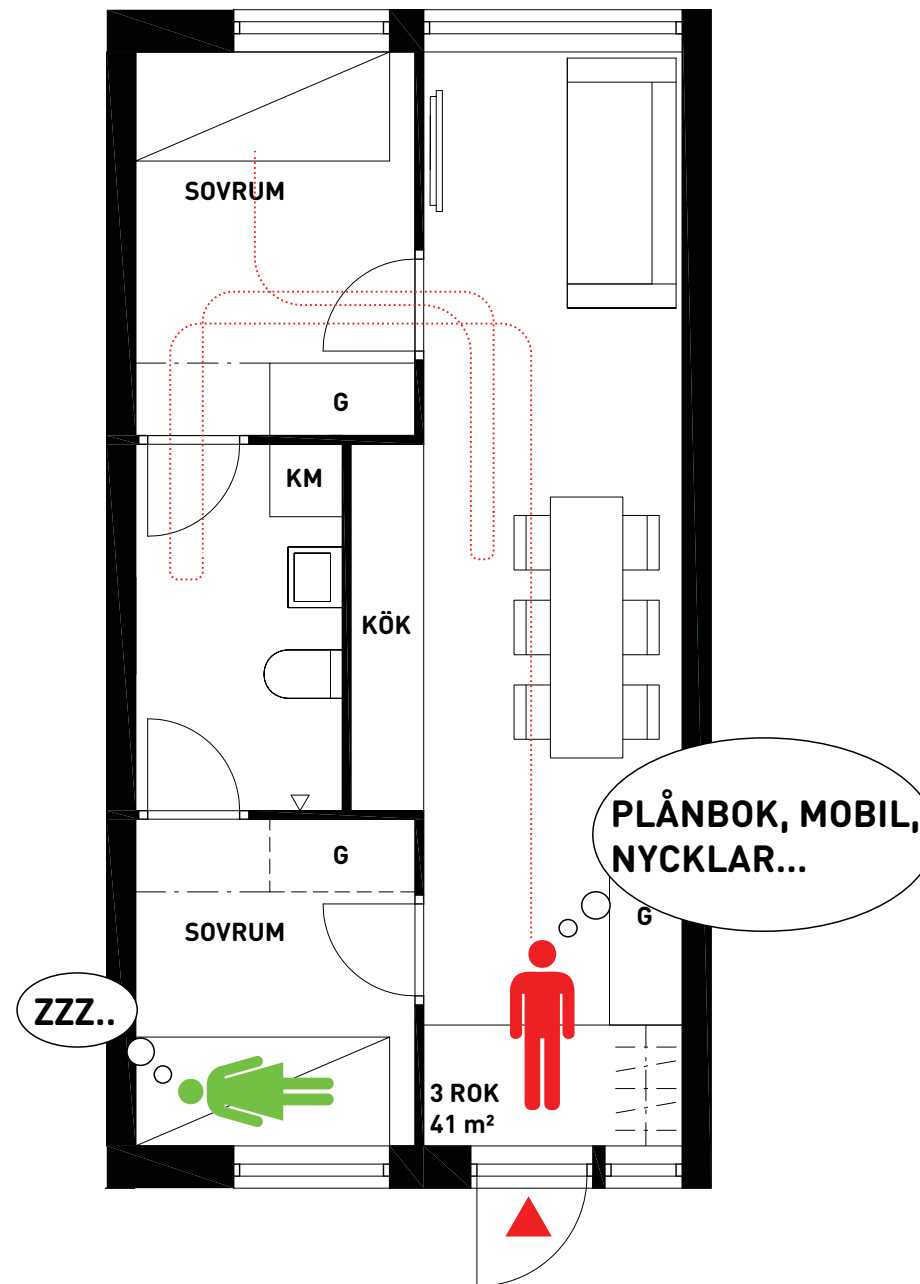 SOVRUM
G
KM
KÖK
PLÅNBOK, MOBIL,
NYCKLAR...
G
G
SOVRUM
ZZZ..
3 ROK
41 m²